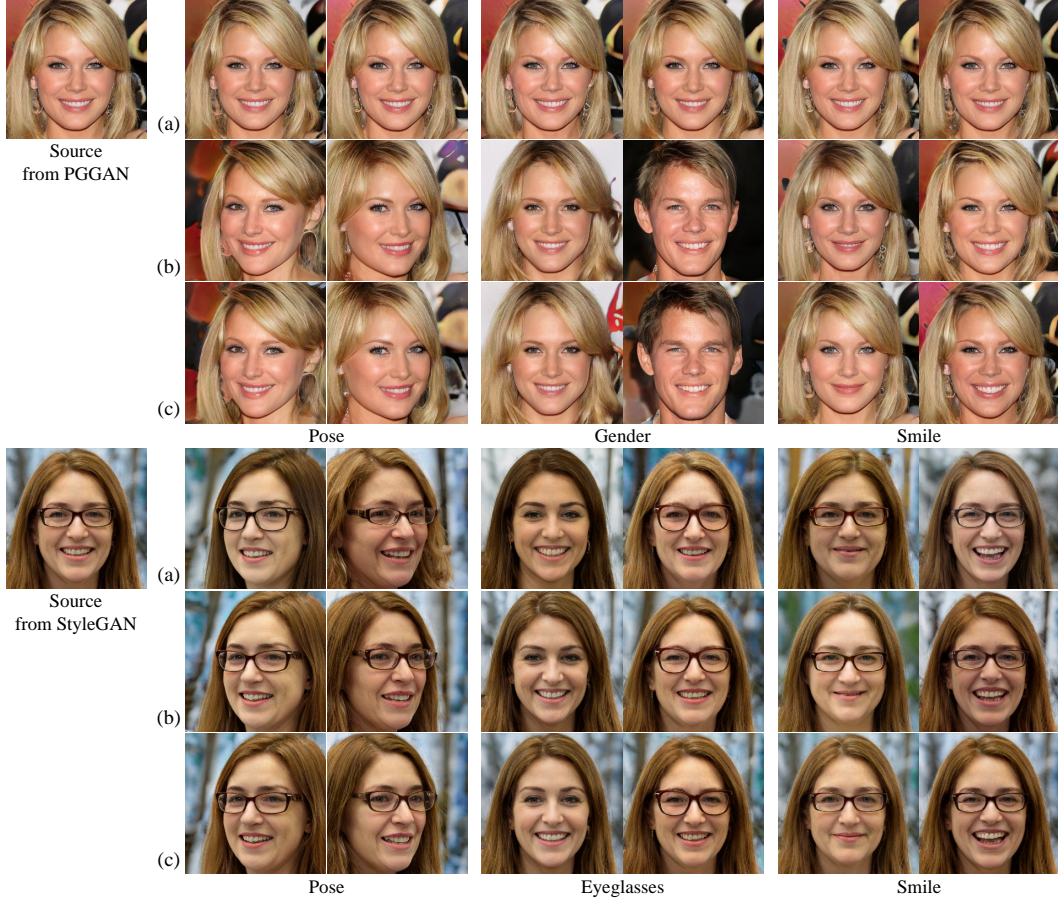 (a)
Source
from PGGAN
(b)
(c)
Pose Gender Smile
(a)
Source
from StyleGAN
(b)
(c)
Pose Eyeglasses Smile